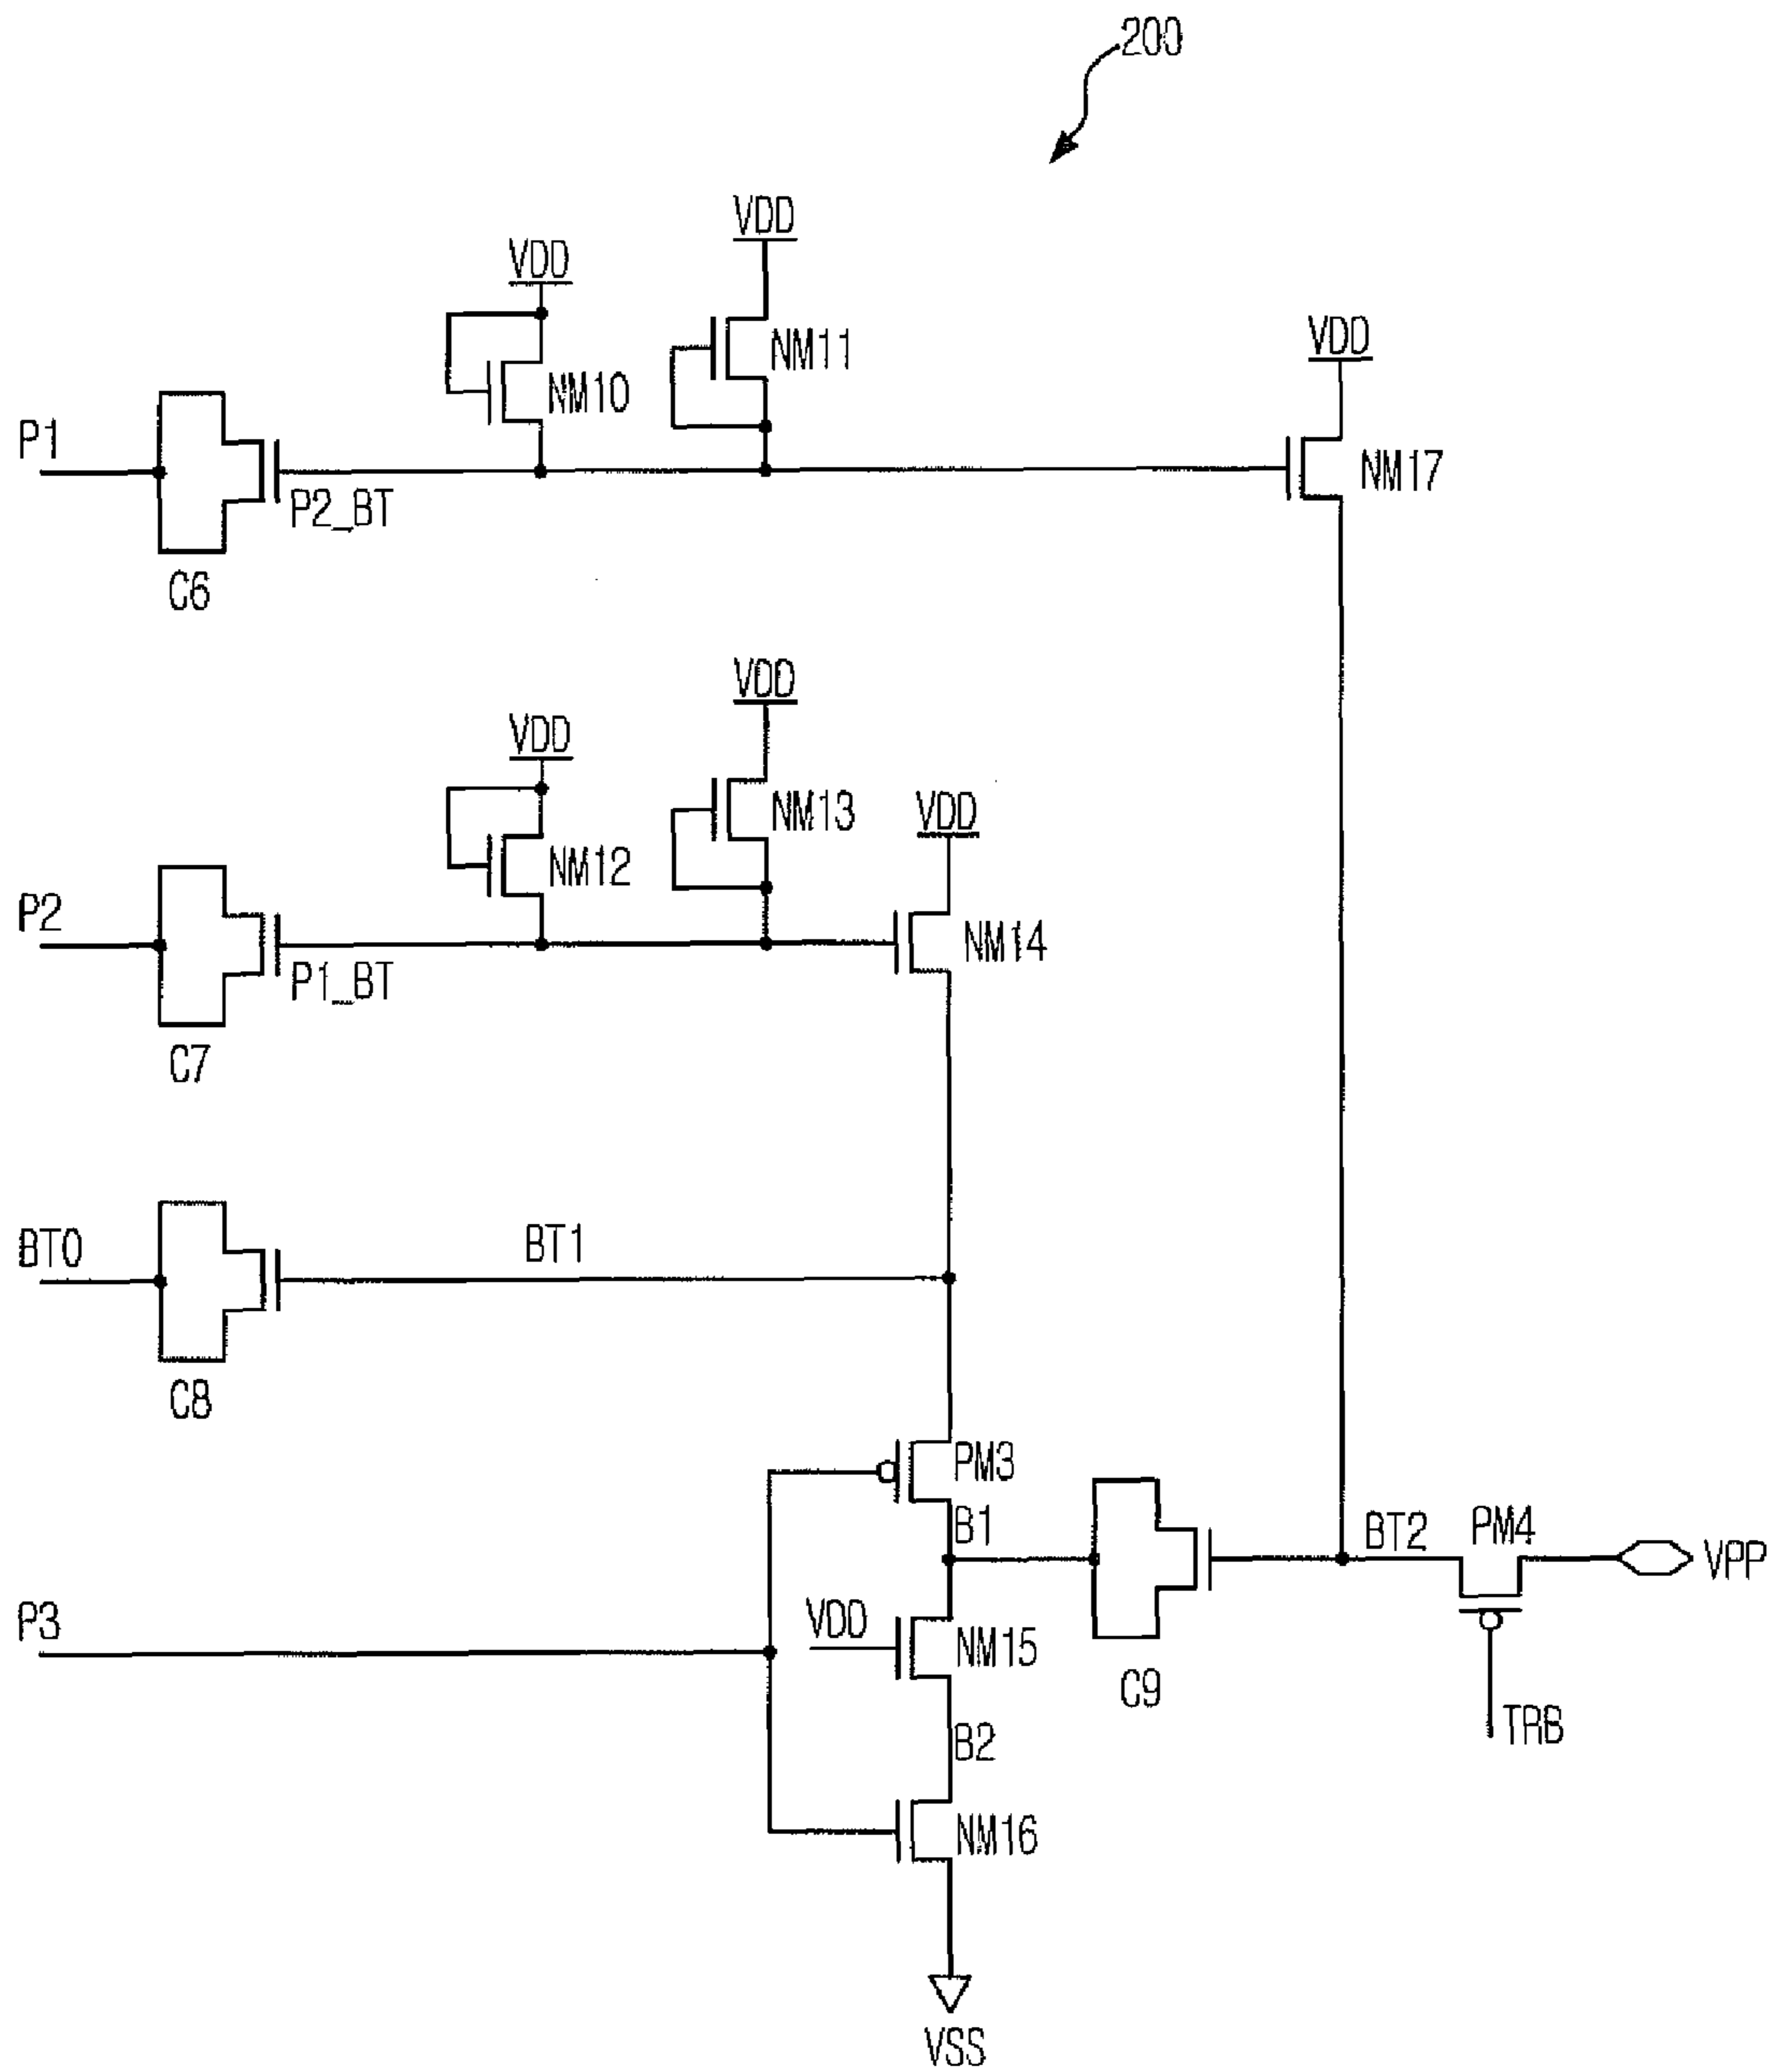 200
VDD
VDD
NM11
VDD
NM10
P1
NM17
P2_BT
C6
VDD
VDD
NM13
VDD
NM12
P2
NM14
P1_BT
C7
BT0
BT1
C8
PM3
B1
BT2
PM4
VPP
P3
VDD
NM15
C9
TRB
B2
NM16
VSS